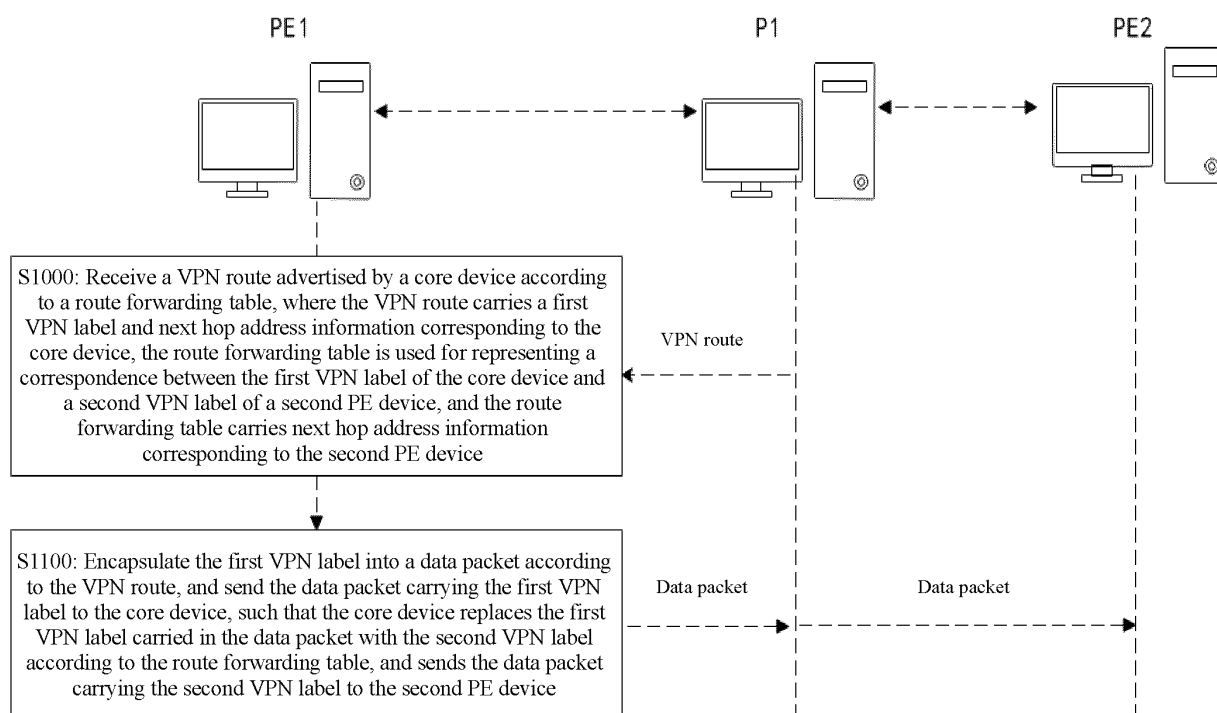 PE1
P1
PE2
S1000: Receive a VPN route advertised by a core device according
to a route forwarding table, where the VPN route carries a first
VPN label and next hop address information corresponding to the
core device, the route forwarding table is used for representing a
correspondence between the first VPN label of the core device and
a second VPN label of a second PE device, and the route
forwarding table carries next hop address information
corresponding to the second PE device
VPN route
S1100: Encapsulate the first VPN label into a data packet according
to the VPN route, and send the data packet carrying the first VPN
label to the core device, such that the core device replaces the first
VPN label carried in the data packet with the second VPN label
according to the route forwarding table, and sends the data packet
carrying the second VPN label to the second PE device
Data packet
Data packet